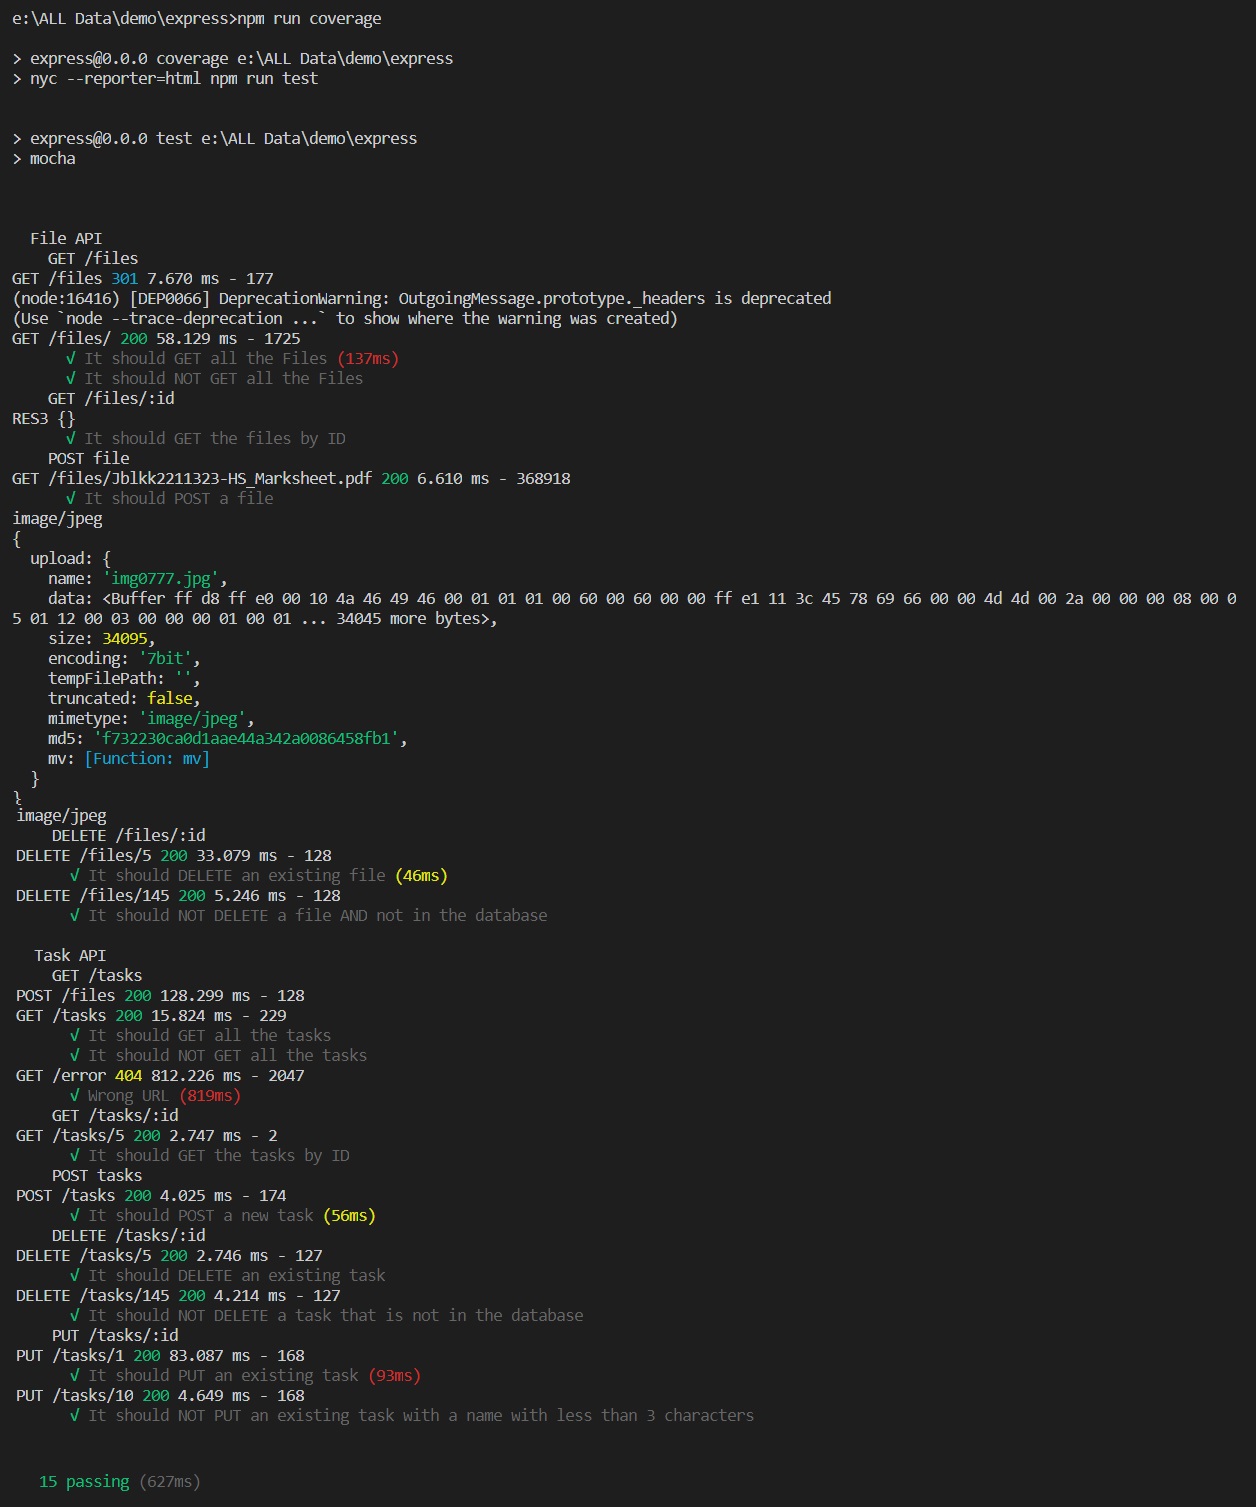 e:\ALL Data\demo\express>npm run coverage
> express@0.0.0 coverage e:\ALL Data\demo\express
> nyc --reporter=html npm run test
> express@0.0.0 test e:\ALL Data\demo\express
> mocha
File API
GET /files
GET /files 301 7.670 ms - 177
(node:16416) [DEP0066] DeprecationWarning: OutgoingMessage.prototype._headers is deprecated
(Use `node --trace-deprecation ...` to show where the warning was created)
GET /files/ 200 58.129 ms - 1725
√ It should GET all the Files (137ms)
√ It should NOT GET all the Files
GET /files/:id
RES3 {}
√ It should GET the files by ID
POST file
GET /files/Jblkk2211323-HS_Marksheet.pdf 200 6.610 ms - 368918
√ It should POST a file
image/jpeg
{
upload: {
name: 'img0777.jpg',
data: <Buffer ff d8 ff e0 00 10 4a 46 49 46 00 01 01 01 00 60 00 60 00 00 ff e1 11 3c 45 78 69 66 00 00 4d 4d 00 2a 00 00 00 08 00 0
5 01 12 00 03 00 00 00 01 00 01 ... 34045 more bytes>,
size: 34095,
encoding: '7bit',
tempFilePath: '',
truncated: false,
mimetype: 'image/jpeg',
md5: 'f732230ca0d1aae44a342a0086458fb1',
mv: [Function: mv]
}
}
image/jpeg
DELETE /files/:id
DELETE /files/5 200 33.079 ms - 128
√ It should DELETE an existing file (46ms)
DELETE /files/145 200 5.246 ms - 128
√ It should NOT DELETE a file AND not in the database
Task API
GET /tasks
POST /files 200 128.299 ms - 128
GET /tasks 200 15.824 ms - 229
√ It should GET all the tasks
√ It should NOT GET all the tasks
GET /error 404 812.226 ms - 2047
√ Wrong URL (819ms)
GET /tasks/:id
GET /tasks/5 200 2.747 ms - 2
√ It should GET the tasks by ID
POST tasks
POST /tasks 200 4.025 ms - 174
√ It should POST a new task (56ms)
DELETE /tasks/:id
DELETE /tasks/5 200 2.746 ms - 127
√ It should DELETE an existing task
DELETE /tasks/145 200 4.214 ms - 127
√ It should NOT DELETE a task that is not in the database
PUT /tasks/:id
PUT /tasks/1 200 83.087 ms - 168
√ It should PUT an existing task (93ms)
PUT /tasks/10 200 4.649 ms - 168
√ It should NOT PUT an existing task with a name with less than 3 characters
15 passing (627ms)